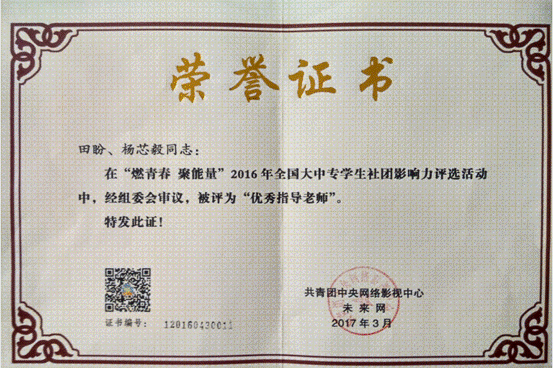 荣誉证书
田盼、杨芯毅同志：
在“燃青春 聚能量”2016年全国大中专学生社团影响力评选活动
中，经组委会审议，被评为“优秀指导老师”。
特发此证！
共青团中央网络影视中心
未来网
2017年3月
证书编号：